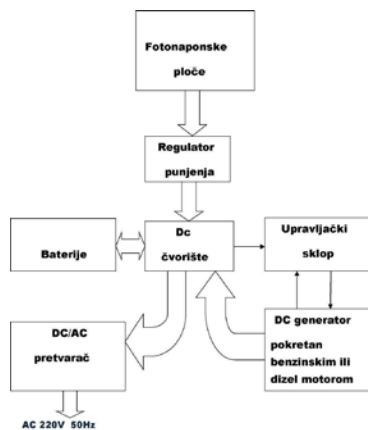 Fotonaponske
ploče
Regulator
punjenja
Baterije
Dc
čvorište
Upravljački
sklop
DC/AC
pretvarač
DC generator
pokretan
benzinskim ili
dizel motorom
AC 220V 50Hz